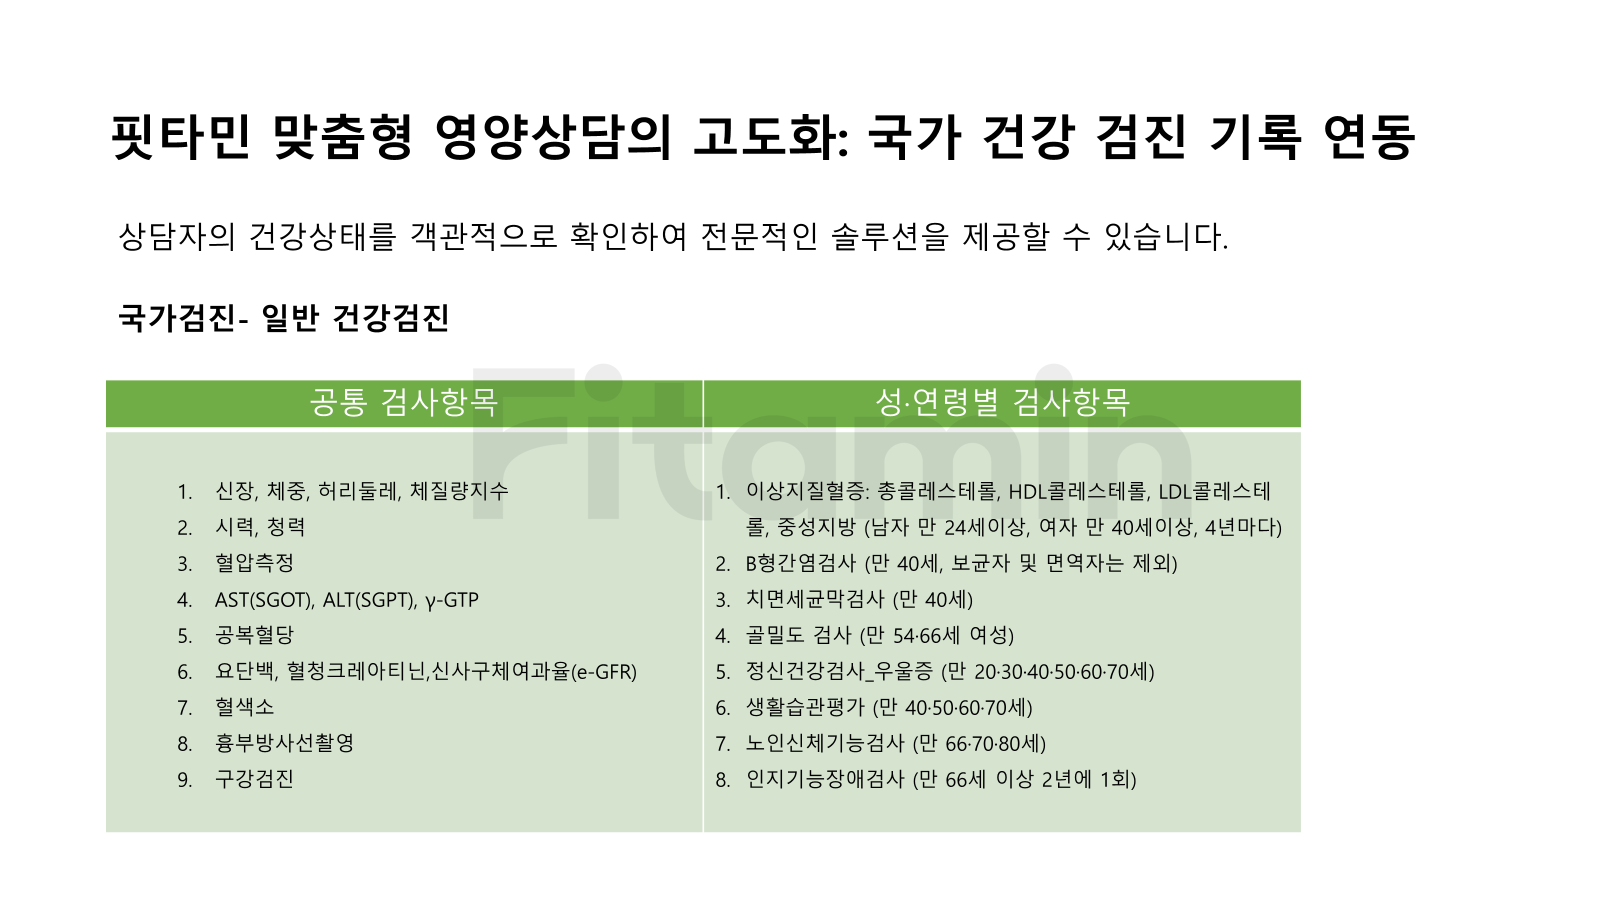 핏타민 맞춤형 영양상담의 고도화: 국가 건강 검진 기록 연동
상담자의 건강상태를 객관적으로 확인하여 전문적인 솔루션을 제공할 수 있습니다.
국가검진- 일반 건강검진
공통 검사항목
1. 신장, 체중, 허리둘레, 체질량지수
2. 시력, 청력
3. 혈압측정
4. AST(SGOT), ALT(SGPT), γ-GTP
5. 공복혈당
6. 요단백, 혈청크레아티닌,신사구체여과율(e-GFR)
7. 혈색소
8. 흉부방사선촬영
9. 구강검진
성·연령별 검사항목
1. 이상지질혈증: 총콜레스테롤, HDL콜레스테롤, LDL콜레스테
롤, 중성지방 (남자 만 24세이상, 여자 만 40세이상, 4년마다)
2. B형간염검사 (만 40세, 보균자 및 면역자는 제외)
3. 치면세균막검사 (만 40세)
4. 골밀도 검사 (만 54·66세 여성)
5. 정신건강검사_우울증 (만 20·30·40·50·60·70세)
6. 생활습관평가 (만 40·50·60·70세)
7. 노인신체기능검사 (만 66·70·80세)
8. 인지기능장애검사 (만 66세 이상 2년에 1회)
Fitamin